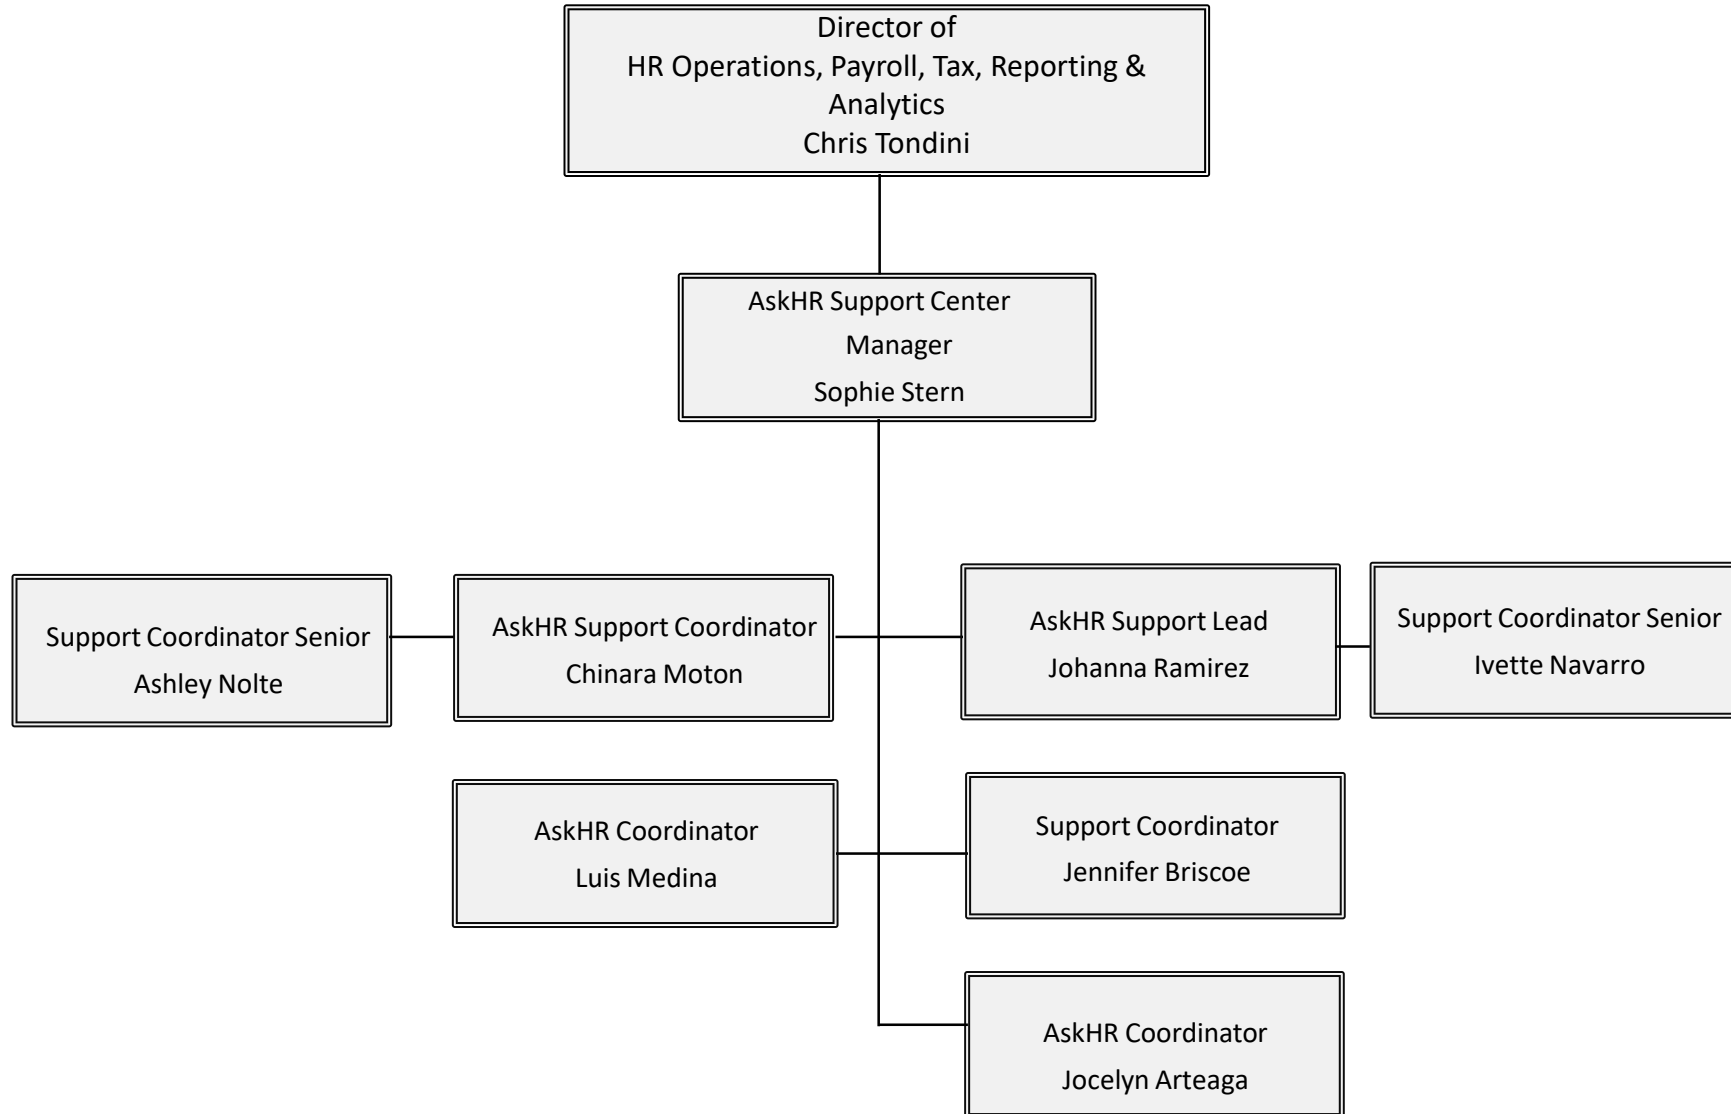 Director of
HR Operations, Payroll, Tax, Reporting &
Analytics
Chris Tondini
AskHR Support Center
Manager
Sophie Stern
Support Coordinator Senior
Ashley Nolte
AskHR Support Coordinator
Chinara Moton
AskHR Support Lead
Johanna Ramirez
Support Coordinator Senior
Ivette Navarro
AskHR Coordinator
Luis Medina
Support Coordinator
Jennifer Briscoe
AskHR Coordinator
Jocelyn Arteaga